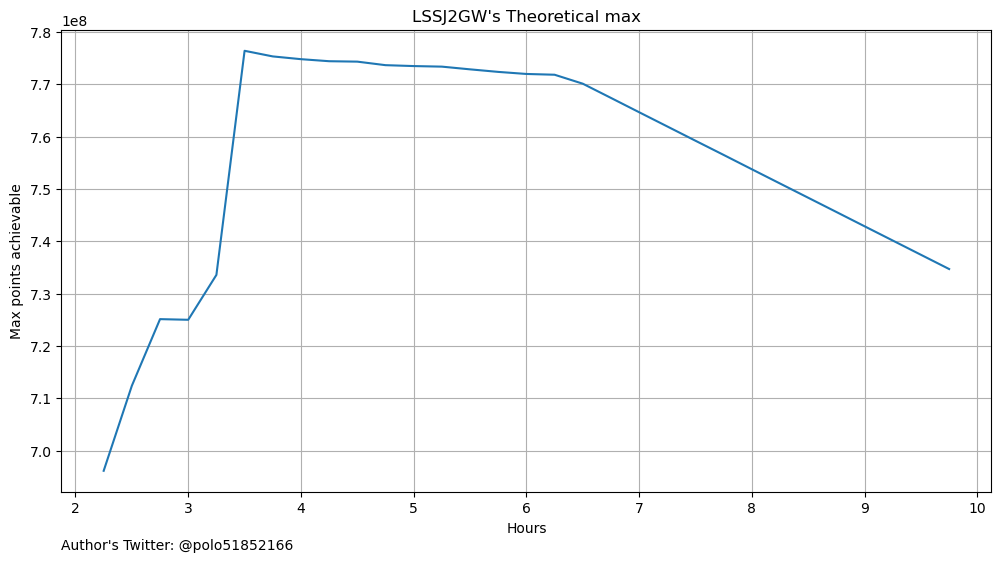 LSSJ2GW's Theoretical max
1e8
7.8
7.7
7.6
7.5
7.4
7.3
7.2
7.1
7.0
Max points achievable
2 3 4 5 6 7 8 9 10
Hours
Author's Twitter: @polo51852166